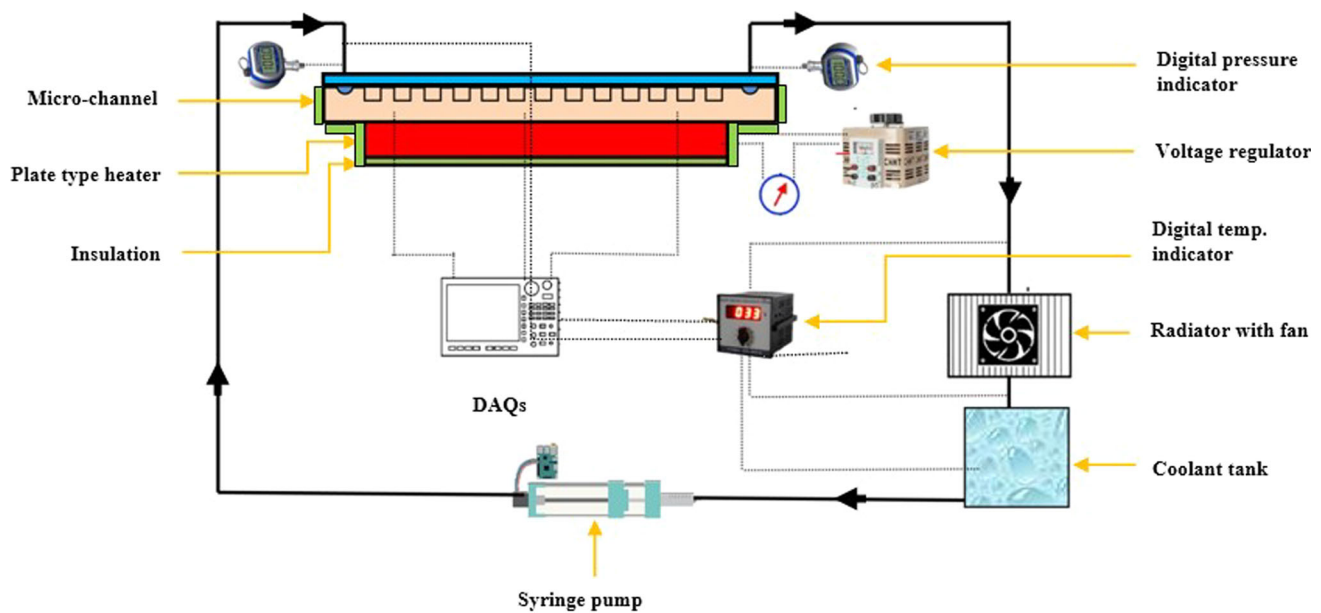 Digital pressure
indicator
Micro-channel
Voltage regulator
Plate type heater
Digital temp.
indicator
Insulation
033
Radiator with fan
DAQs
Coolant tank
Syringe pump